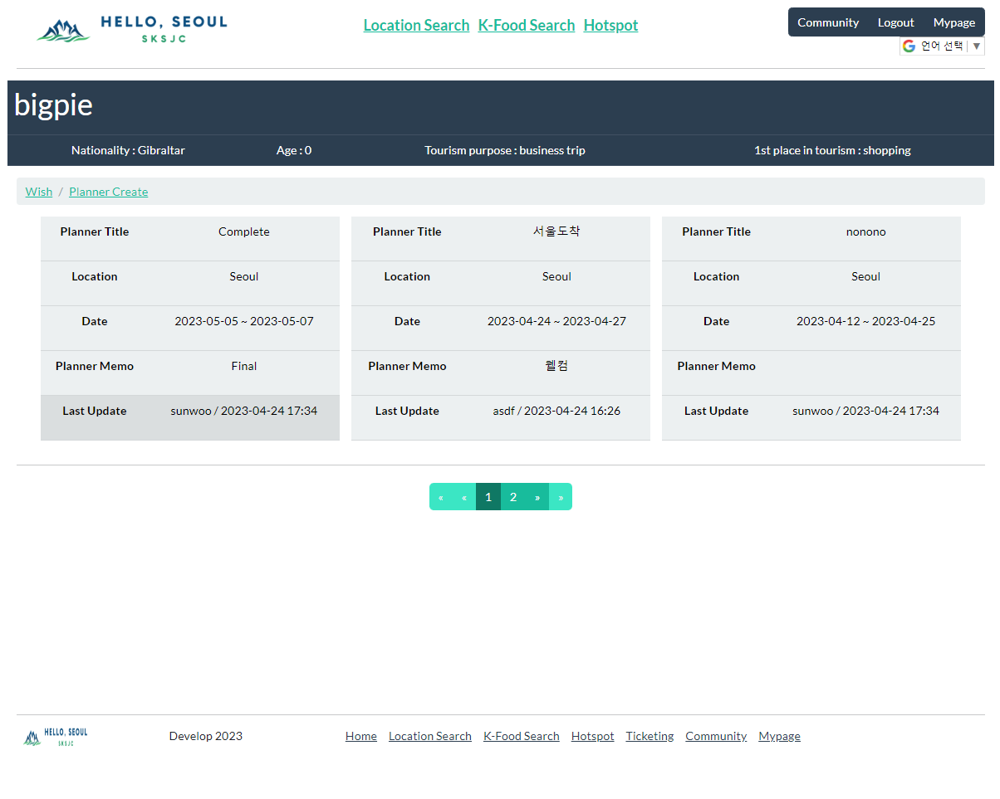 HELLO, SEOUL
SKSJC
Location Search K-Food Search Hotspot
Community Logout Mypage
언어 선택 ▼
bigpie
Nationality : Gibraltar Age : 0 Tourism purpose : business trip 1st place in tourism : shopping
Wish / Planner Create
Planner Title Complete
Location Seoul
Date 2023-05-05 ~ 2023-05-07
Planner Memo Final
Last Update sunwoo / 2023-04-24 17:34
Planner Title 서울도착
Location Seoul
Date 2023-04-24 ~ 2023-04-27
Planner Memo 웰컴
Last Update asdf / 2023-04-24 16:26
Planner Title nonono
Location Seoul
Date 2023-04-12 ~ 2023-04-25
Planner Memo
Last Update sunwoo / 2023-04-24 17:34
« « 1 2 » »
HELLO, SEOUL
SKSJC
Develop 2023
Home Location Search K-Food Search Hotspot Ticketing Community Mypage